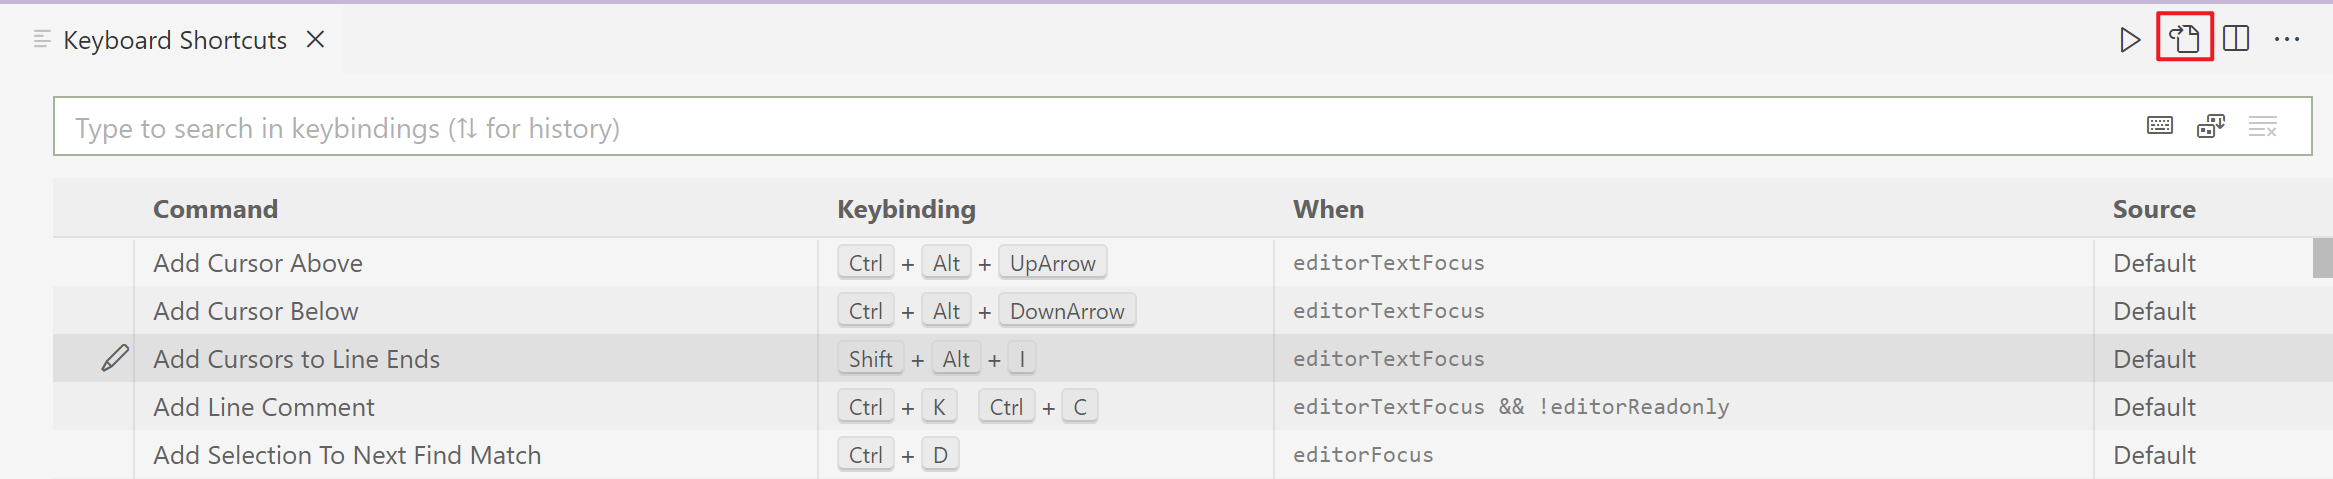 Keyboard Shortcuts
Type to search in keybindings (⇅ for history)
Command Keybinding When Source
Add Cursor Above Ctrl + Alt + UpArrow editorTextFocus Default
Add Cursor Below Ctrl + Alt + DownArrow editorTextFocus Default
Add Cursors to Line Ends Shift + Alt + I editorTextFocus Default
Add Line Comment Ctrl + K Ctrl + C editorTextFocus && !editorReadonly Default
Add Selection To Next Find Match Ctrl + D editorFocus Default